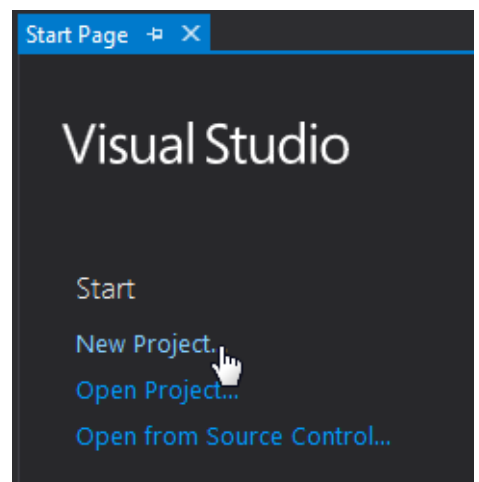 Start Page
Visual Studio
Start
New Project...
Open Project...
Open from Source Control...